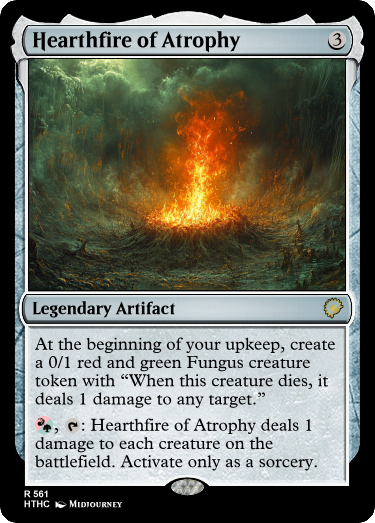 Hearthfire of Atrophy 3
Legendary Artifact
At the beginning of your upkeep, create
a 0/1 red and green Fungus creature
token with “When this creature dies, it
deals 1 damage to any target.”
, : Hearthfire of Atrophy deals 1
damage to each creature on the
battlefield. Activate only as a sorcery.
R 561
HTHC Midjourney